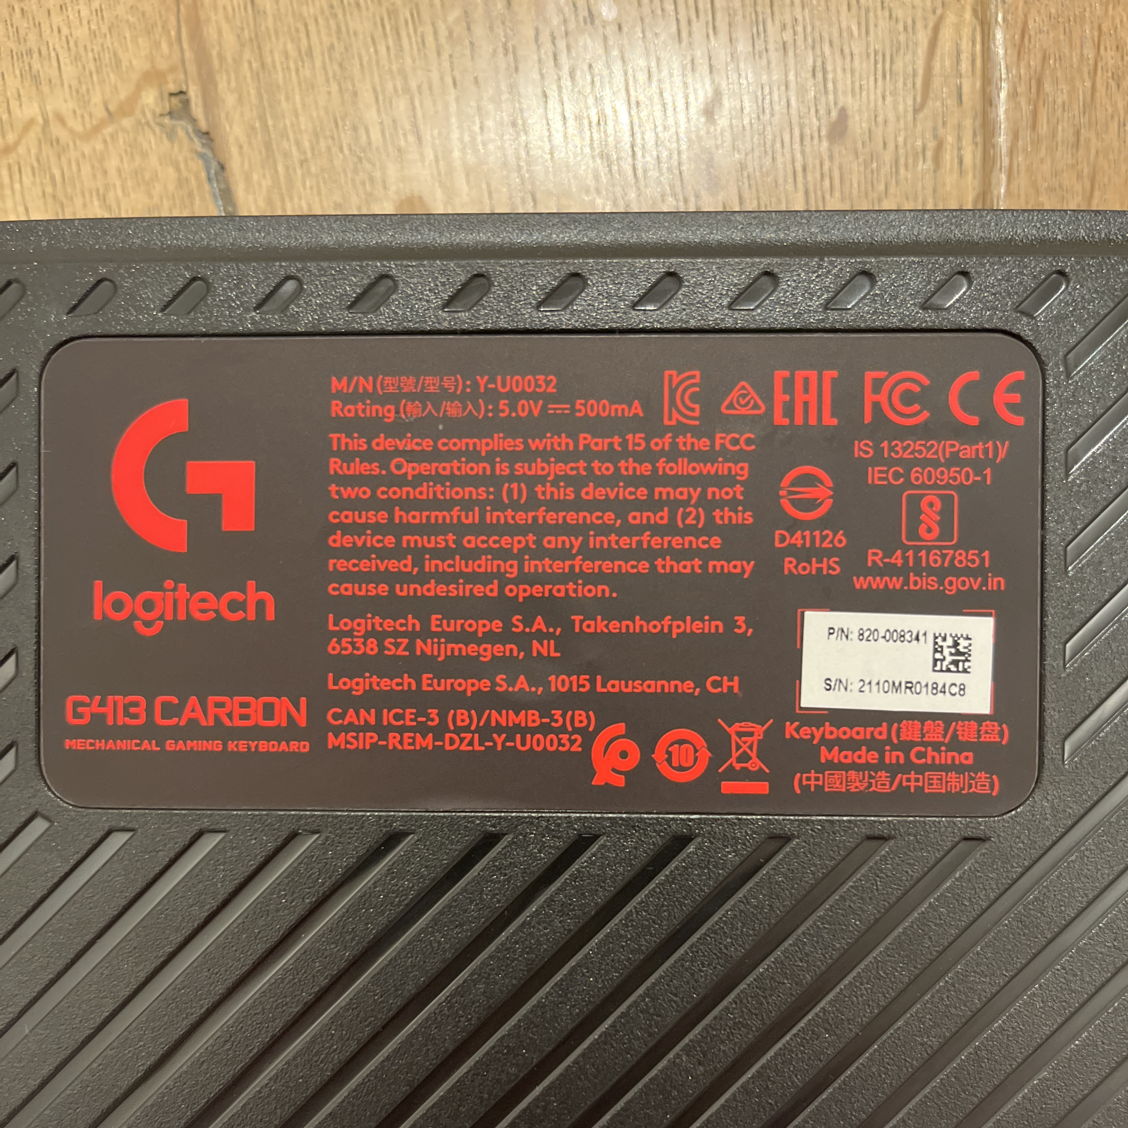 G
logitech
G413 CARBON
MECHANICAL GAMING KEYBOARD
M/N (型號/型号) : Y-U0032
Rating (輸入/输入) : 5.0V ⎓ 500mA
This device complies with Part 15 of the FCC
Rules. Operation is subject to the following
two conditions: (1) this device may not
cause harmful interference, and (2) this
device must accept any interference
received, including interference that may
cause undesired operation.
Logitech Europe S.A., Takenhofplein 3,
6538 SZ Nijmegen, NL
Logitech Europe S.A., 1015 Lausanne, CH
CAN ICE-3 (B)/NMB-3(B)
MSIP-REM-DZL-Y-U0032
10
KC EAC FC CE
IS 13252(Part1)/
IEC 60950-1
D41126
RoHS
R-41167851
www.bis.gov.in
P/N: 820-008341
S/N: 2110MR0184C8
Keyboard (鍵盤/键盘)
Made in China
(中國製造/中国制造)